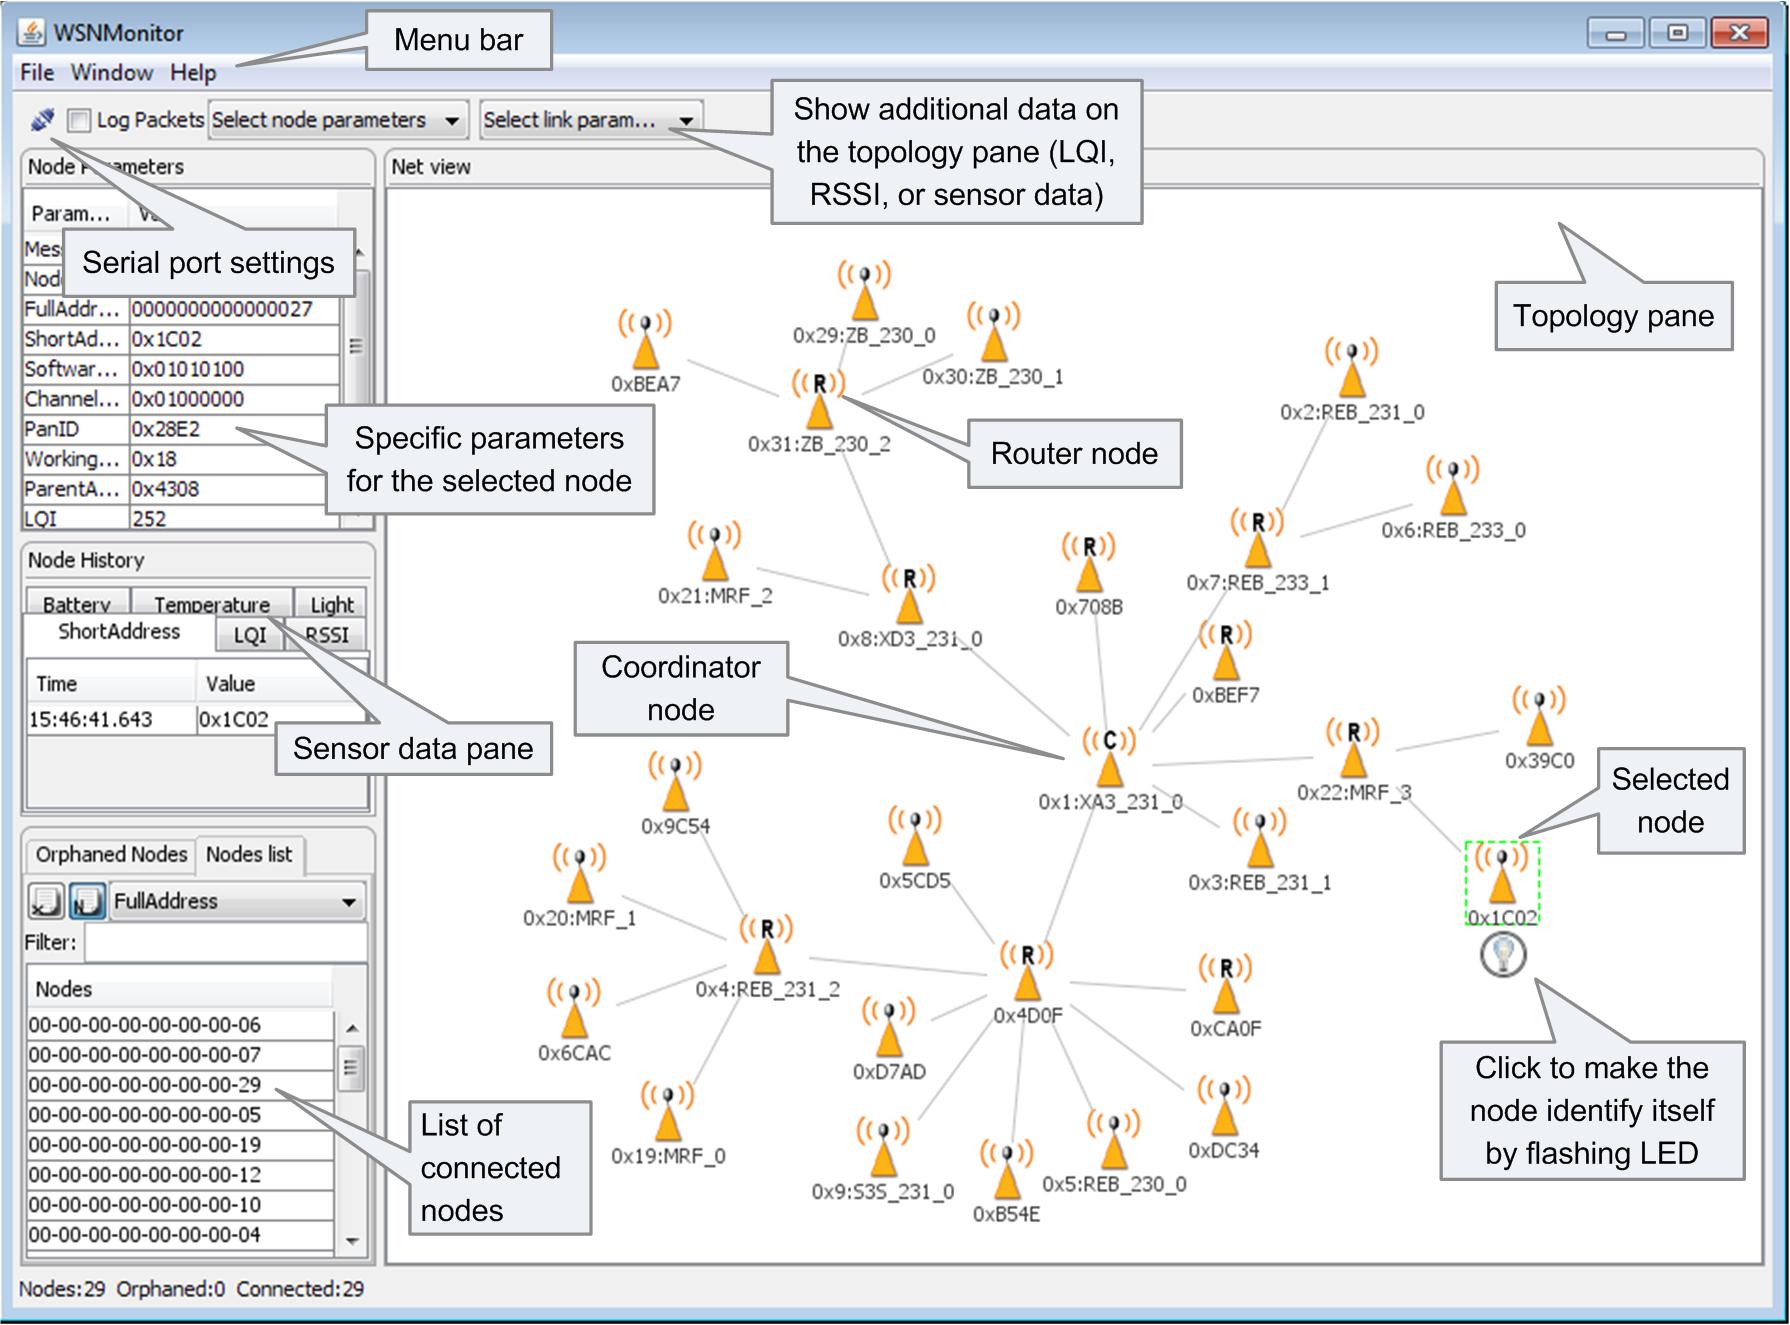 WSNMonitor
Menu bar
File Window Help
Log Packets
Select node parameters
Select link param...
Show additional data on
the topology pane (LQI,
RSSI, or sensor data)
Node Parameters
Net view
Param...
Serial port settings
FullAddr... 0000000000000027
ShortAd... 0x1C02
Softwar... 0x01010100
Channel... 0x01000000
PanID 0x28E2
Working... 0x18
ParentA... 0x4308
LQI 252
Specific parameters
for the selected node
Node History
Battery Temperature Light
ShortAddress LQI RSSI
Time Value
15:46:41.643 0x1C02
Sensor data pane
Orphaned Nodes Nodes list
FullAddress
Filter:
Nodes
00-00-00-00-00-00-00-06
00-00-00-00-00-00-00-07
00-00-00-00-00-00-00-29
00-00-00-00-00-00-00-05
00-00-00-00-00-00-00-19
00-00-00-00-00-00-00-12
00-00-00-00-00-00-00-10
00-00-00-00-00-00-00-04
List of
connected
nodes
Topology pane
0xBEA7
0x29:ZB_230_0
0x30:ZB_230_1
R
0x31:ZB_230_2
Router node
0x2:REB_231_0
0x6:REB_233_0
R
0x7:REB_233_1
0x21:MRF_2
R
0x8:XD3_231_0
R
0x708B
R
0xBEF7
Coordinator
node
C
0x1:XA3_231_0
R
0x22:MRF_3
0x39C0
Selected
node
0x1C02
0x3:REB_231_1
0x9C54
0x5CD5
0x20:MRF_1
R
0x4:REB_231_2
R
0x4D0F
R
0xCA0F
0x6CAC
0xD7AD
0x19:MRF_0
0x9:S3S_231_0
0xB54E
0x5:REB_230_0
0xDC34
Click to make the
node identify itself
by flashing LED
Nodes:29 Orphaned:0 Connected:29